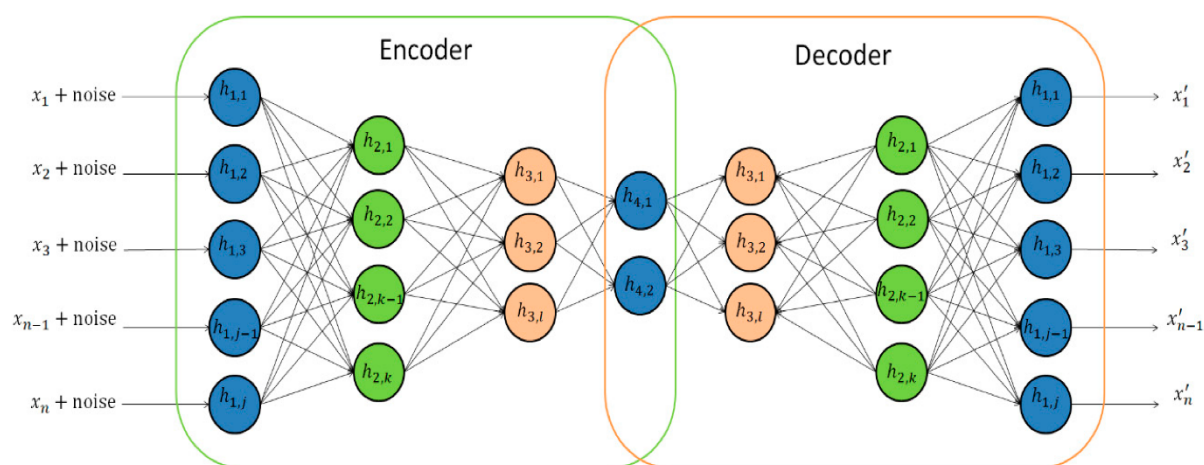 Encoder
Decoder
x₁ + noise
x₂ + noise
x₃ + noise
xₙ₋₁ + noise
xₙ + noise
h₁,₁
h₁,₂
h₁,₃
h₁,ⱼ₋₁
h₁,ⱼ
h₂,₁
h₂,₂
h₂,ₖ₋₁
h₂,ₖ
h₃,₁
h₃,₂
h₃,ₗ
h₄,₁
h₄,₂
h₃,₁
h₃,₂
h₃,ₗ
h₂,₁
h₂,₂
h₂,ₖ₋₁
h₂,ₖ
h₁,₁
h₁,₂
h₁,₃
h₁,ⱼ₋₁
h₁,ⱼ
x′₁
x′₂
x′₃
x′ₙ₋₁
x′ₙ